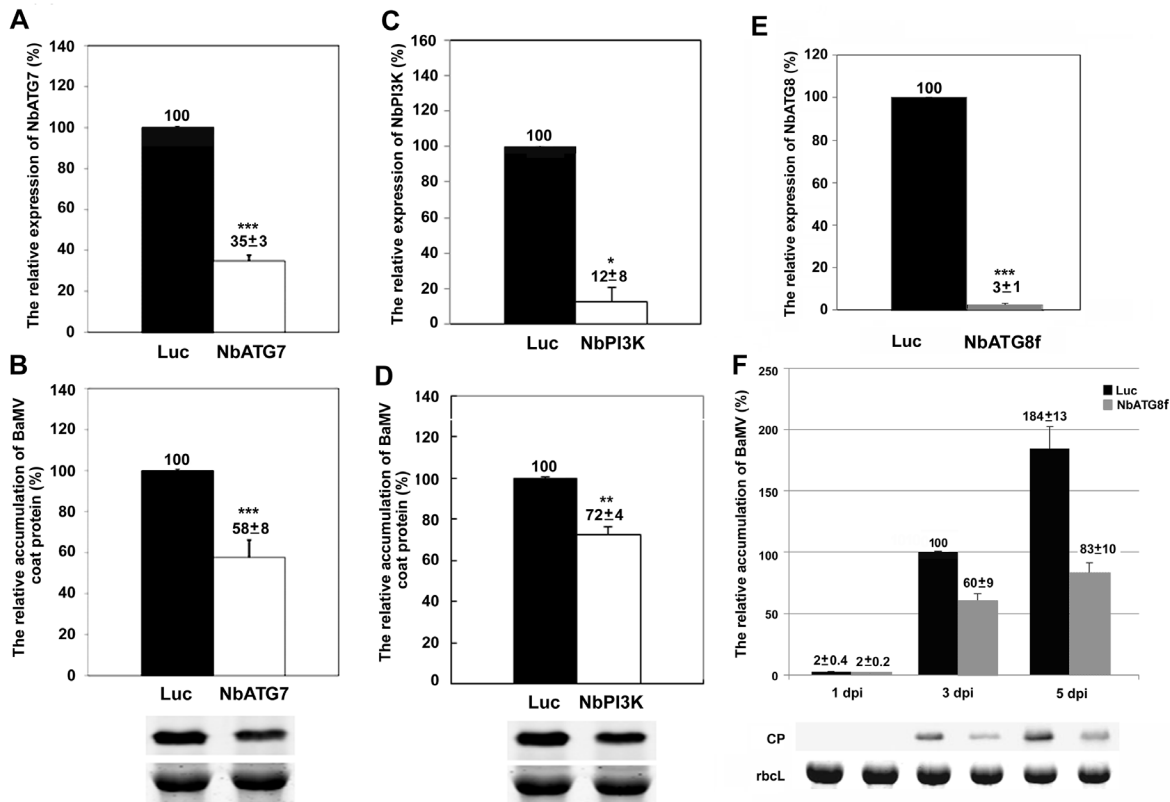 A
The relative expression of NbATG7 (%)
140
120
100
80
60
40
20
0
100
***
35±3
Luc NbATG7
B
The relative accumulation of BaMV
coat protein (%)
140
120
100
80
60
40
20
0
100
***
58±8
Luc NbATG7
C
The relative expression of NbPI3K (%)
160
140
120
100
80
60
40
20
0
100
*
12±8
Luc NbPI3K
D
The relative accumulation of BaMV
coat protein (%)
140
120
140
100
80
60
40
20
0
100
**
72±4
Luc NbPI3K
E
The relative expression of NbATG8 (%)
120
100
80
60
40
20
0
100
***
3±1
Luc NbATG8f
F
The relative accumulation of BaMV (%)
250
200
150
100
50
0
Luc
NbATG8f
2±0.4 2±0.2
100
60±9
184±13
83±10
1 dpi 3 dpi 5 dpi
CP
rbcL